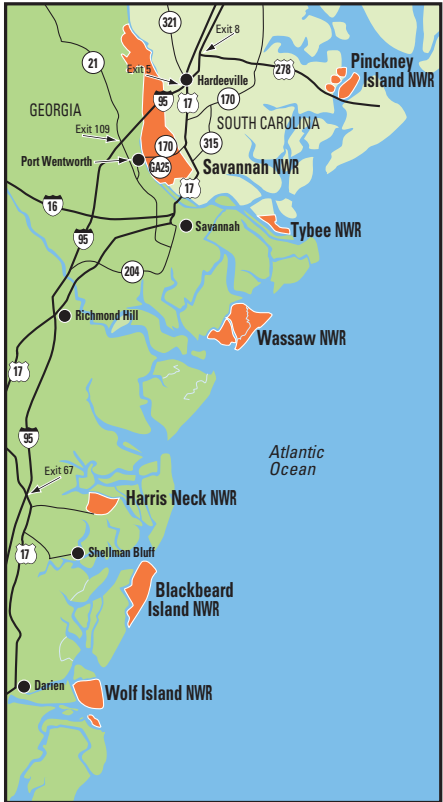 321
Exit 8
21
Exit 5
Hardeeville
278
Pinckney
Island NWR
95
17
170
GEORGIA
SOUTH CAROLINA
Exit 109
170
315
Port Wentworth
GA25
Savannah NWR
17
16
Savannah
Tybee NWR
95
204
Richmond Hill
Wassaw NWR
17
95
Atlantic
Ocean
Exit 67
Harris Neck NWR
17
Shellman Bluff
Blackbeard
Island NWR
Darien
Wolf Island NWR